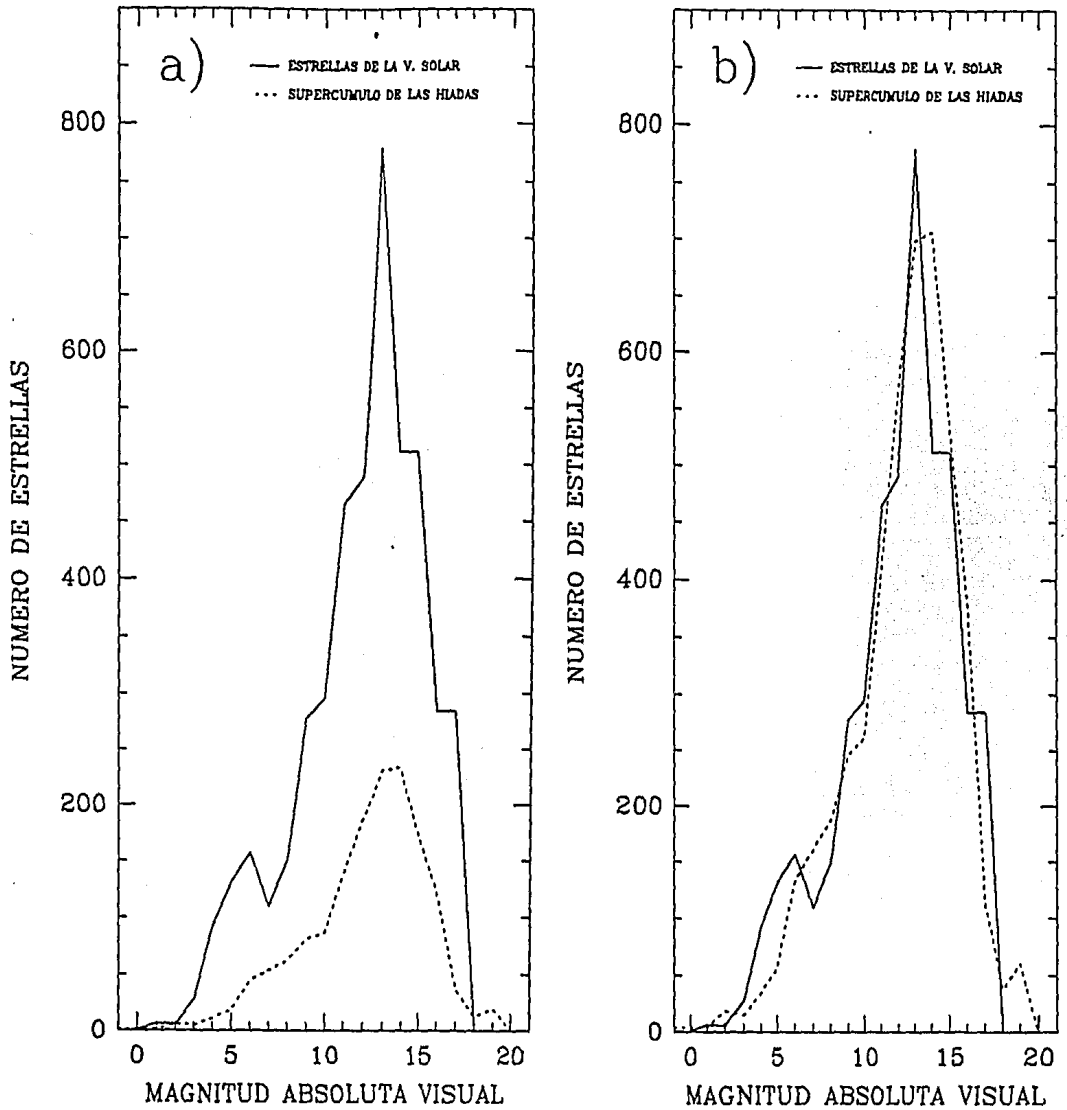 a)
ESTRELLAS DE LA V. SOLAR
SUPERCUMULO DE LAS HIADAS
800
600
400
200
0
0 5 10 15 20
NUMERO DE ESTRELLAS
MAGNITUD ABSOLUTA VISUAL
b)
ESTRELLAS DE LA V. SOLAR
SUPERCUMULO DE LAS HIADAS
800
600
400
200
0
0 5 10 15 20
NUMERO DE ESTRELLAS
MAGNITUD ABSOLUTA VISUAL